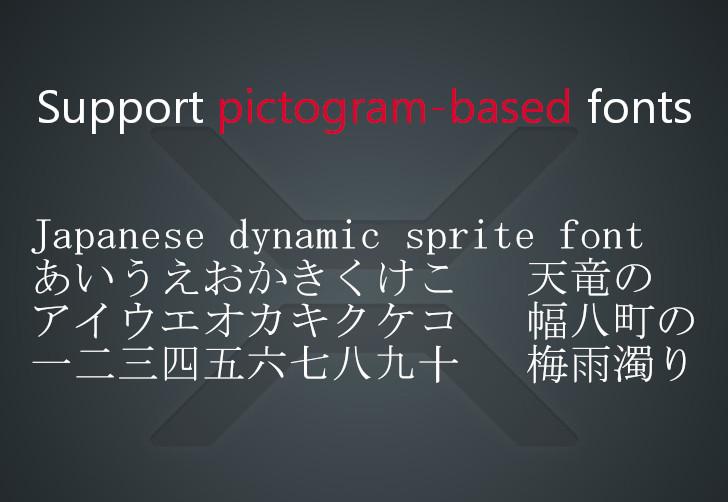 Support pictogram-based fonts
Japanese dynamic sprite font
あいうえおかきくけこ 天竜の
アイウエオカキクケコ 幅八町の
一二三四五六七八九十 梅雨濁り